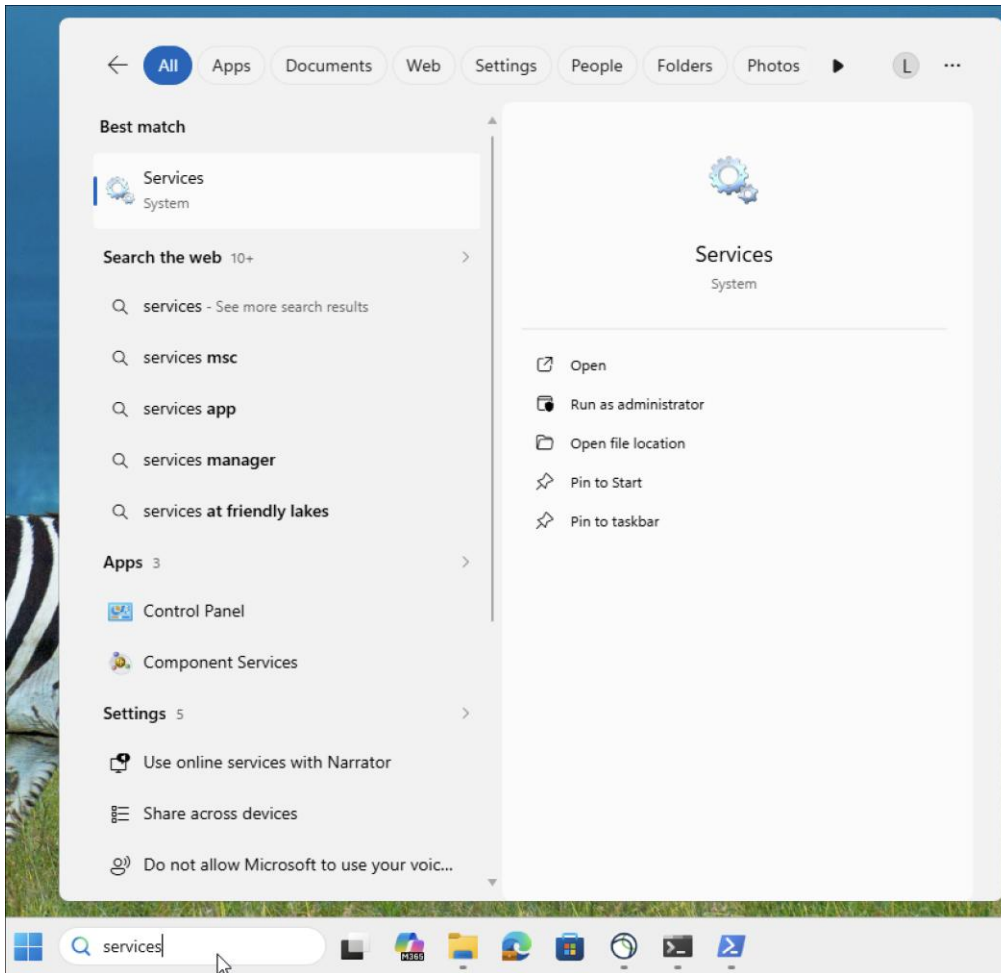 All Apps Documents Web Settings People Folders Photos L ...
Best match
Services
System
Search the web 10+
services - See more search results
services msc
services app
services manager
services at friendly lakes
Apps 3
Control Panel
Component Services
Settings 5
Use online services with Narrator
Share across devices
Do not allow Microsoft to use your voic...
Services
System
Open
Run as administrator
Open file location
Pin to Start
Pin to taskbar
services
M365